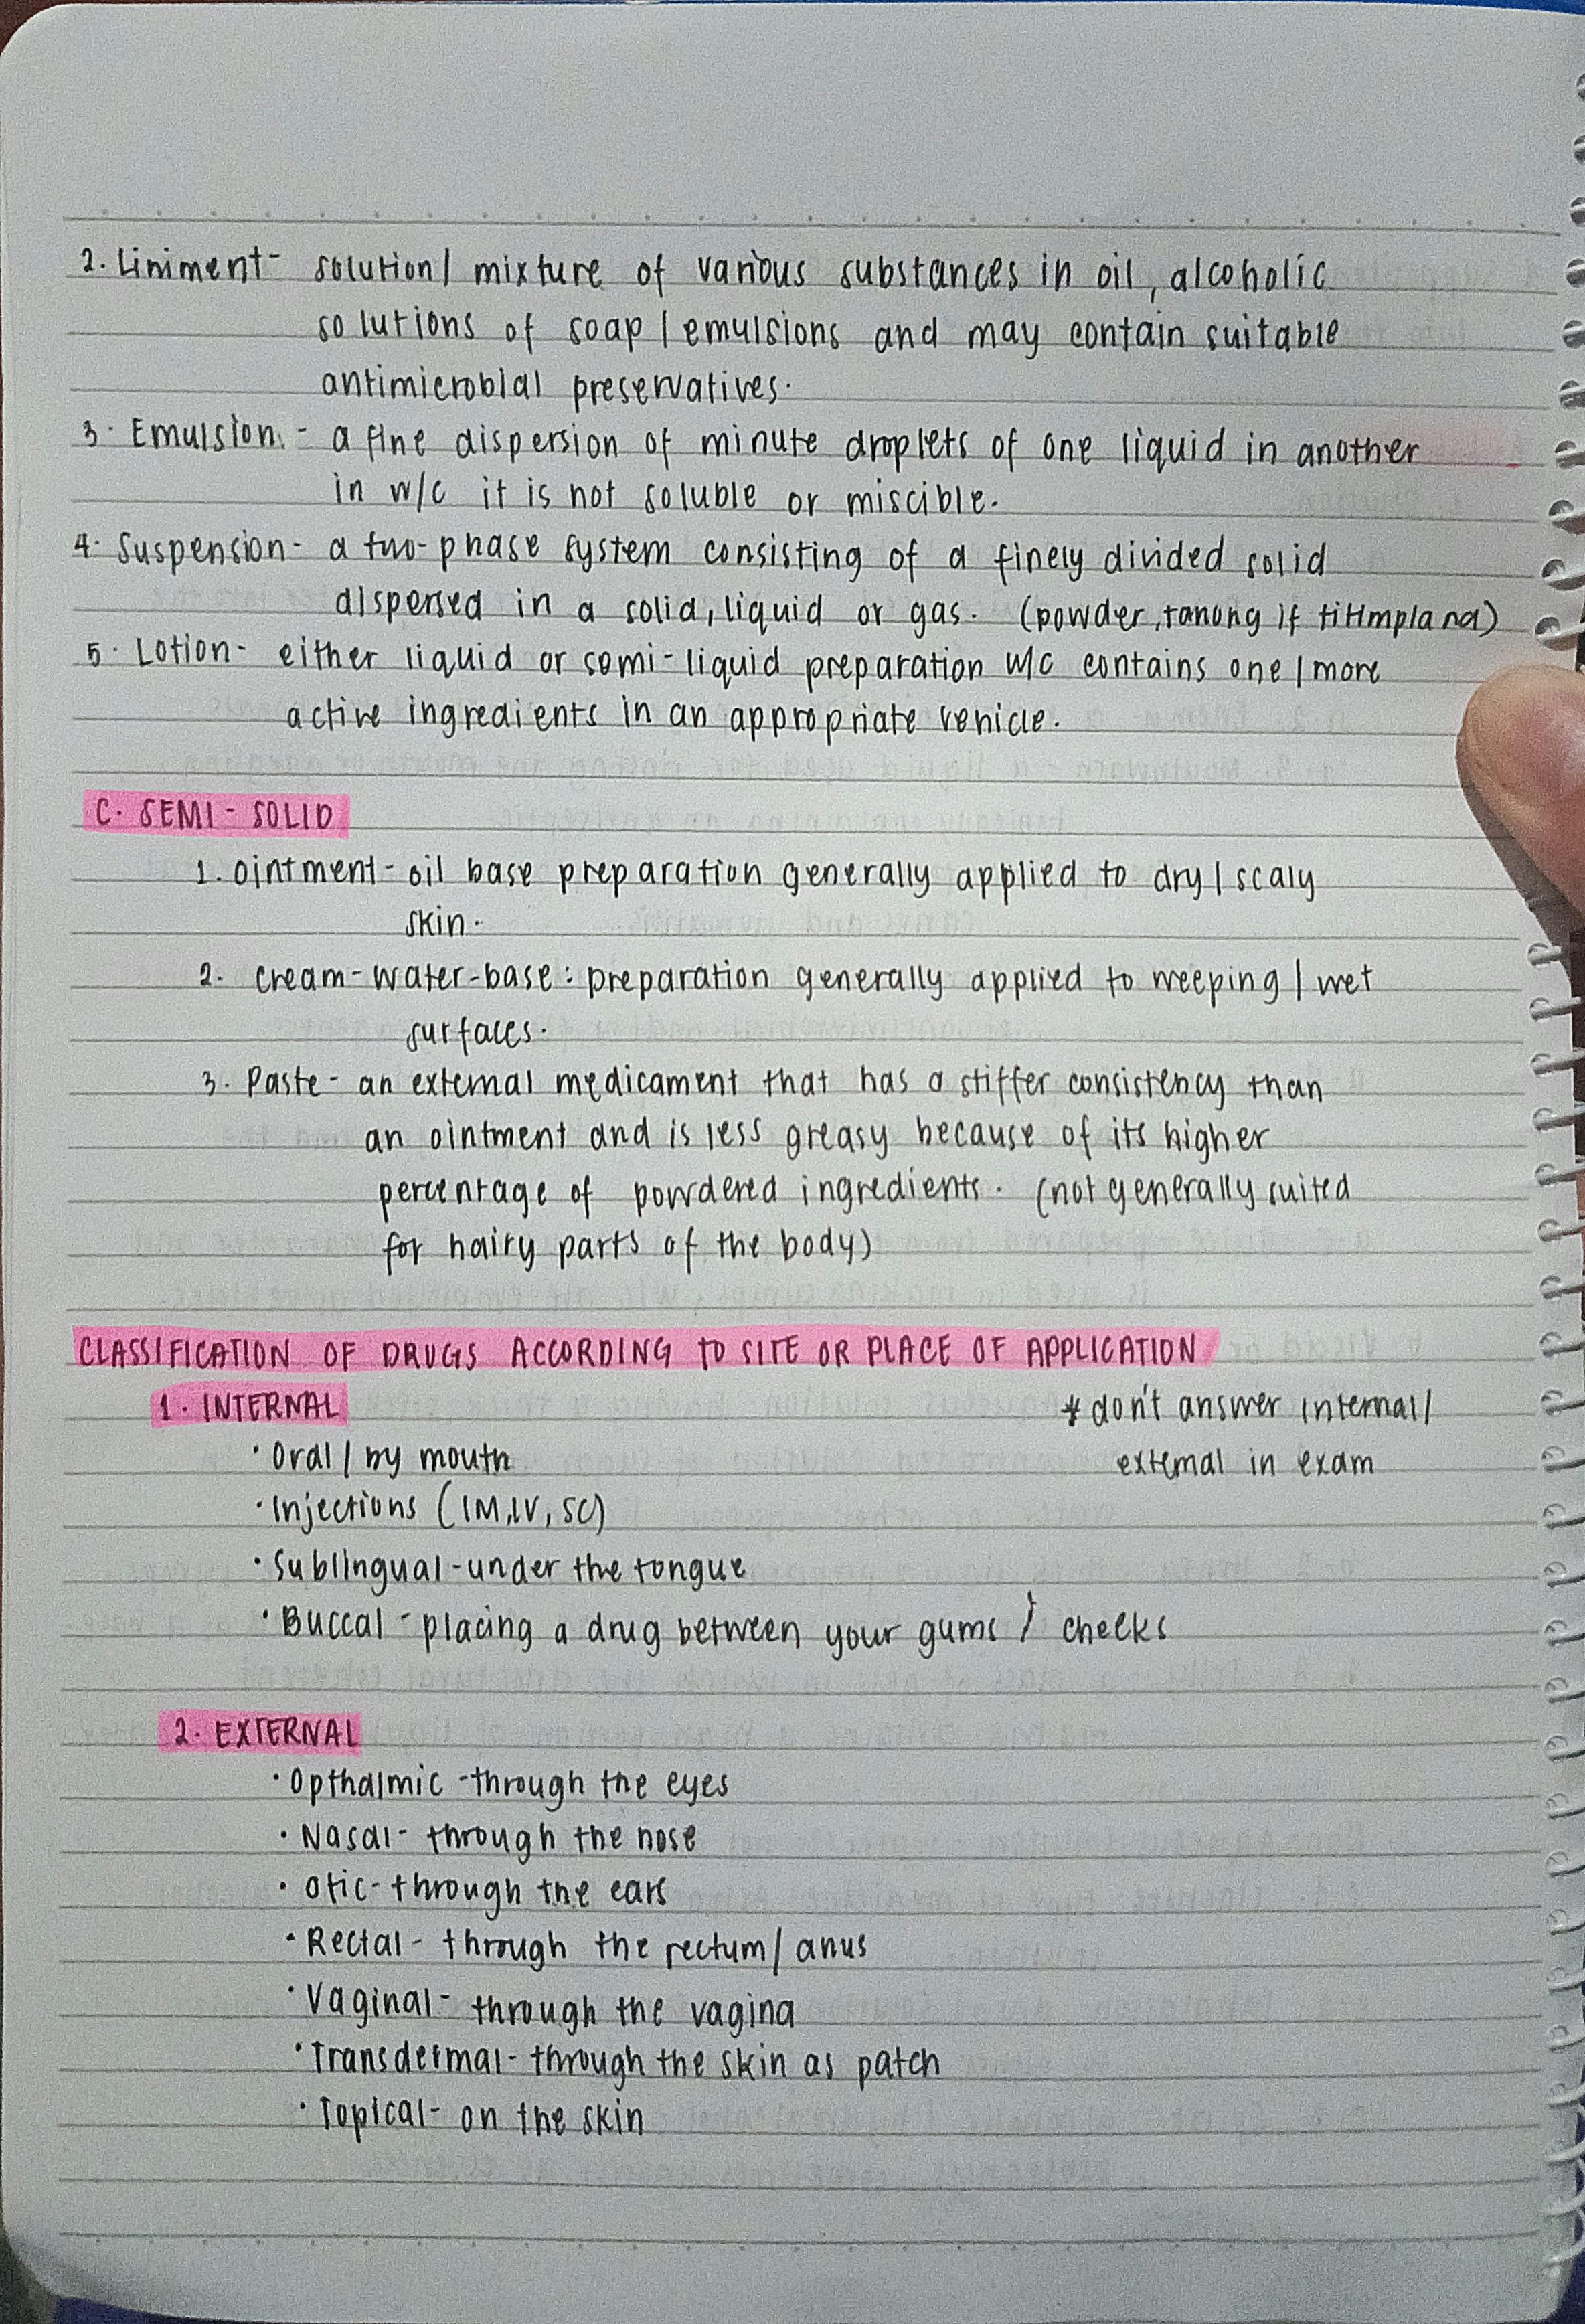 2. Liniment - solution/ mixture of various substances in oil, alcoholic
solutions of soap/emulsions and may contain suitable
antimicrobial preservatives.
3. Emulsion - a fine dispersion of minute droplets of one liquid in another
in w/c it is not soluble or miscible.
4. Suspension - a two-phase system consisting of a finely divided solid
dispersed in a solid, liquid or gas. (powder, tanong if titimpla na)
5. Lotion - either liquid or semi-liquid preparation w/c contains one/more
active ingredients in an appropriate vehicle.
C. SEMI-SOLID
1. Ointment - oil base preparation generally applied to dry/scaly
skin.
2. cream - water-base: preparation generally applied to weeping/wet
surfaces.
3. Paste - an external medicament that has a stiffer consistency than
an ointment and is less greasy because of its higher
percentage of powdered ingredients. (not generally suited
for hairy parts of the body)
CLASSIFICATION OF DRUGS ACCORDING TO SITE OR PLACE OF APPLICATION
1. INTERNAL
* don't answer internal/
• Oral/by mouth
external in exam
• Injections (IM, IV, SC)
• Sublingual - under the tongue
• Buccal - placing a drug between your gums } cheeks
2. EXTERNAL
• Opthalmic - through the eyes
• Nasal - through the nose
• Otic - through the ears
• Rectal - through the rectum/anus
• Vaginal - through the vagina
• Transdermal - through the skin as patch
• Topical - on the skin